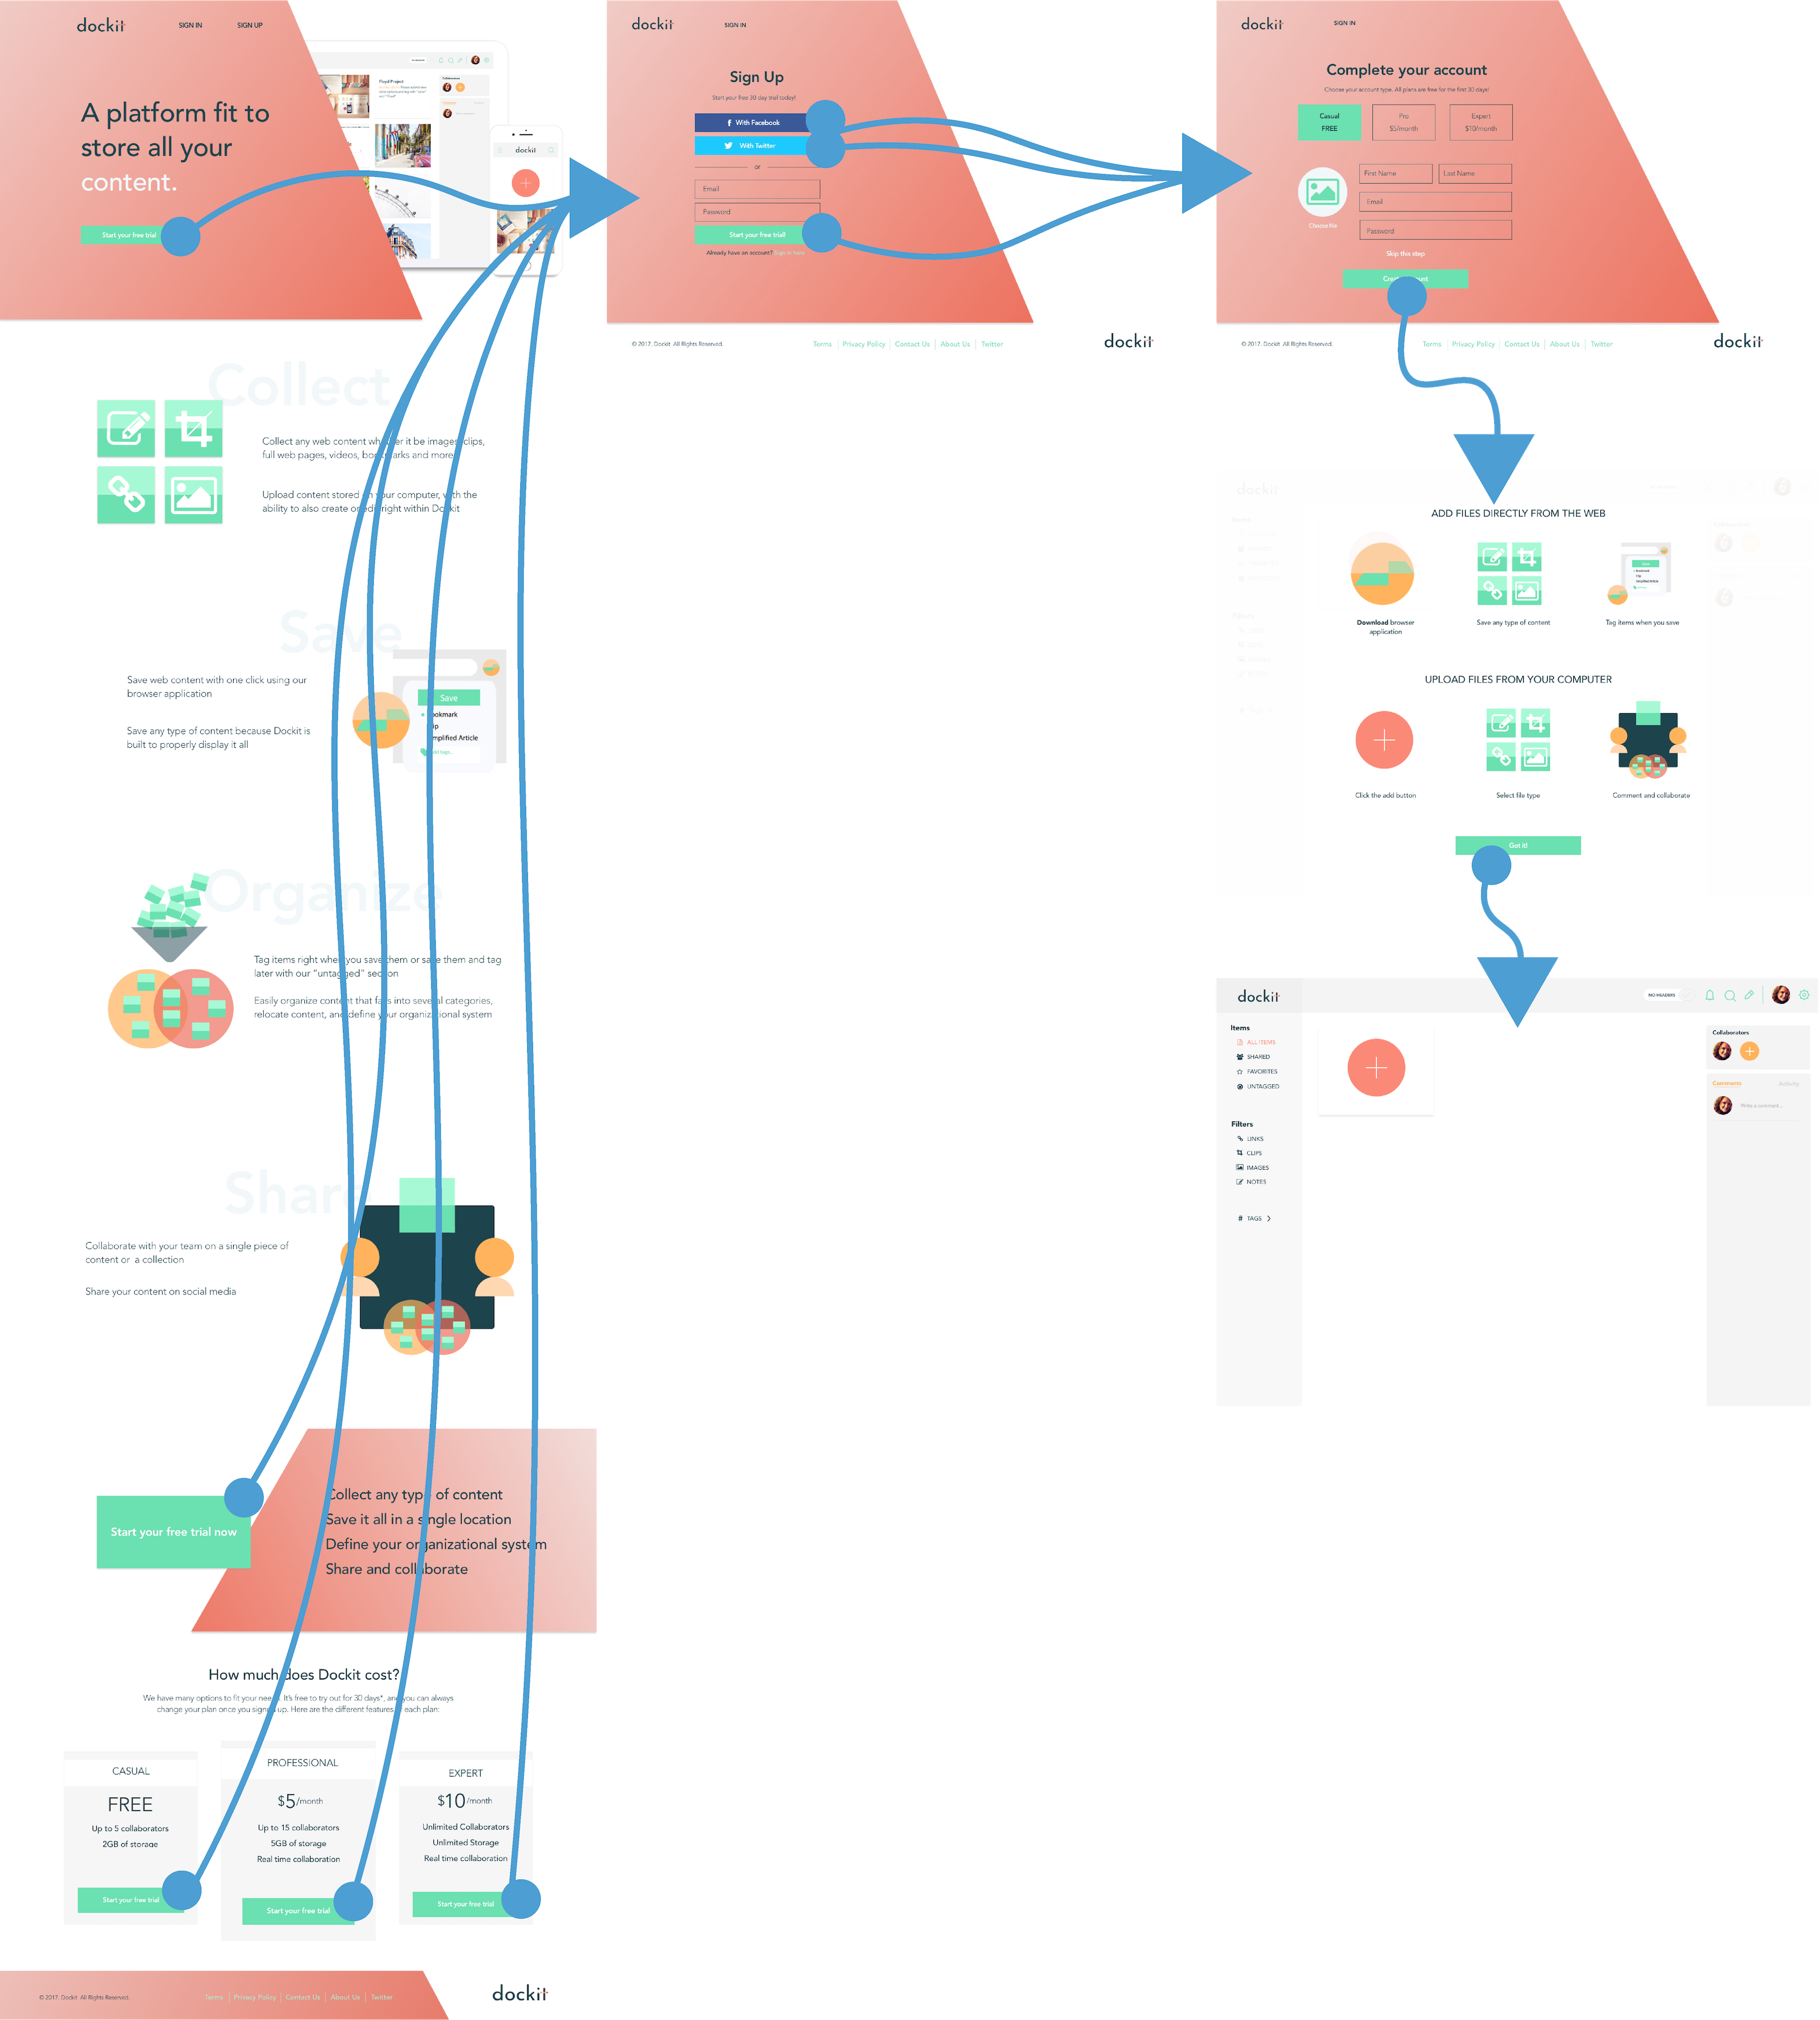 dockit
SIGN IN
SIGN UP
A platform fit to
store all your
content.
Start your free trial
NO HEADERS
Floyd Project
Collaborators
dockit
Collect
Collect any web content whether it be images, clips,
full web pages, videos, bookmarks and more
Upload content stored on your computer, with the
ability to also create or edit right within Dockit
Save
Save web content with one click using our
browser application
Save any type of content because Dockit is
built to properly display it all
Save
Bookmark
Clip
Simplified Article
Add tags...
Organize
Tag items right when you save them or save them and tag
later with our "untagged" section
Easily organize content that falls into several categories,
relocate content, and define your organizational system
Share
Collaborate with your team on a single piece of
content or a collection
Share your content on social media
Start your free trial now
Collect any type of content
Save it all in a single location
Define your organizational system
Share and collaborate
How much does Dockit cost?
We have many options to fit your needs. It's free to try out for 30 days*, and you can always
change your plan once you signed up. Here are the different features of each plan:
CASUAL
FREE
Up to 5 collaborators
2GB of storage
Start your free trial
PROFESSIONAL
$5/month
Up to 15 collaborators
5GB of storage
Real time collaboration
Start your free trial
EXPERT
$10/month
Unlimited Collaborators
Unlimited Storage
Real time collaboration
Start your free trial
© 2017. Dockit. All Rights Reserved.
Terms | Privacy Policy | Contact Us | About Us | Twitter
dockit
dockit
SIGN IN
Sign Up
Start your free 30 day trail today!
With Facebook
With Twitter
or
Email
Password
Start your free trial!
Already have an account? Sign in here
© 2017. Dockit. All Rights Reserved.
Terms | Privacy Policy | Contact Us | About Us | Twitter
dockit
dockit
SIGN IN
Complete your account
Choose your account type. All plans are free for the first 30 days!
Casual
FREE
Pro
$5/month
Expert
$10/month
Choose file
First Name
Last Name
Email
Password
Skip this step
Create account
© 2017. Dockit. All Rights Reserved.
Terms | Privacy Policy | Contact Us | About Us | Twitter
dockit
dockit
Items
Filters
ADD FILES DIRECTLY FROM THE WEB
Save
Bookmark
Clip
Simplified Article
Download browser
application
Save any type of content
Tag items when you save
UPLOAD FILES FROM YOUR COMPUTER
Click the add button
Select file type
Comment and collaborate
Got it!
dockit
NO HEADERS
Items
ALL ITEMS
SHARED
FAVORITES
UNTAGGED
Filters
LINKS
CLIPS
IMAGES
NOTES
# TAGS >
Collaborators
Comments
Activity
Write a comment...